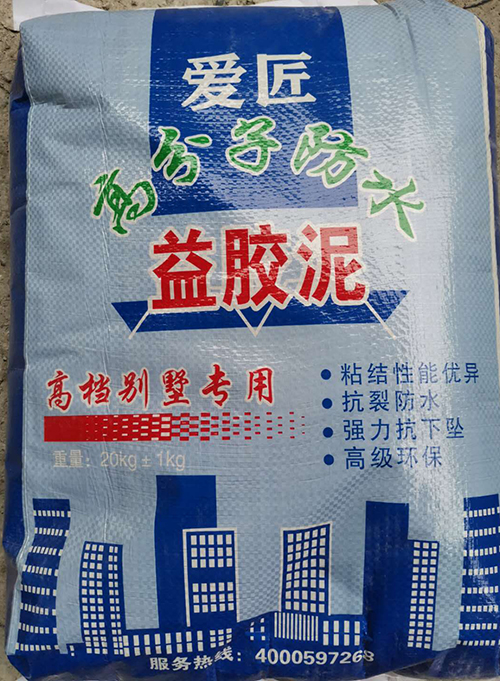 爱匠
高分子防水
益胶泥
高档别墅专用
重量：20kg±1kg
• 粘结性能优异
• 抗裂防水
• 强力抗下坠
• 高级环保
服务热线：4000597268